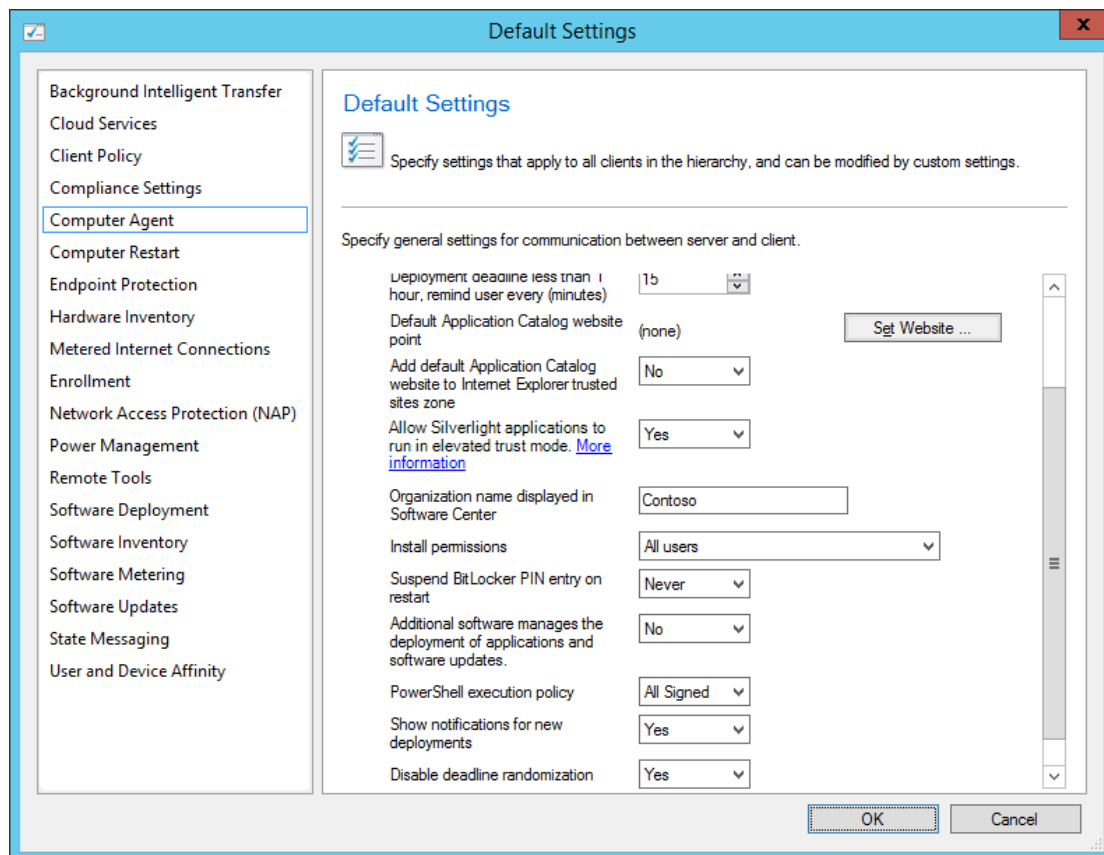 Default Settings
x
Background Intelligent Transfer
Cloud Services
Client Policy
Compliance Settings
Computer Agent
Computer Restart
Endpoint Protection
Hardware Inventory
Metered Internet Connections
Enrollment
Network Access Protection (NAP)
Power Management
Remote Tools
Software Deployment
Software Inventory
Software Metering
Software Updates
State Messaging
User and Device Affinity
Default Settings
Specify settings that apply to all clients in the hierarchy, and can be modified by custom settings.
Specify general settings for communication between server and client.
Deployment deadline less than 1
hour, remind user every (minutes)
15
Default Application Catalog website
point
(none)
Set Website ...
Add default Application Catalog
website to Internet Explorer trusted
sites zone
No
Allow Silverlight applications to
run in elevated trust mode. More
information
Yes
Organization name displayed in
Software Center
Contoso
Install permissions
All users
Suspend BitLocker PIN entry on
restart
Never
Additional software manages the
deployment of applications and
software updates.
No
PowerShell execution policy
All Signed
Show notifications for new
deployments
Yes
Disable deadline randomization
Yes
OK
Cancel